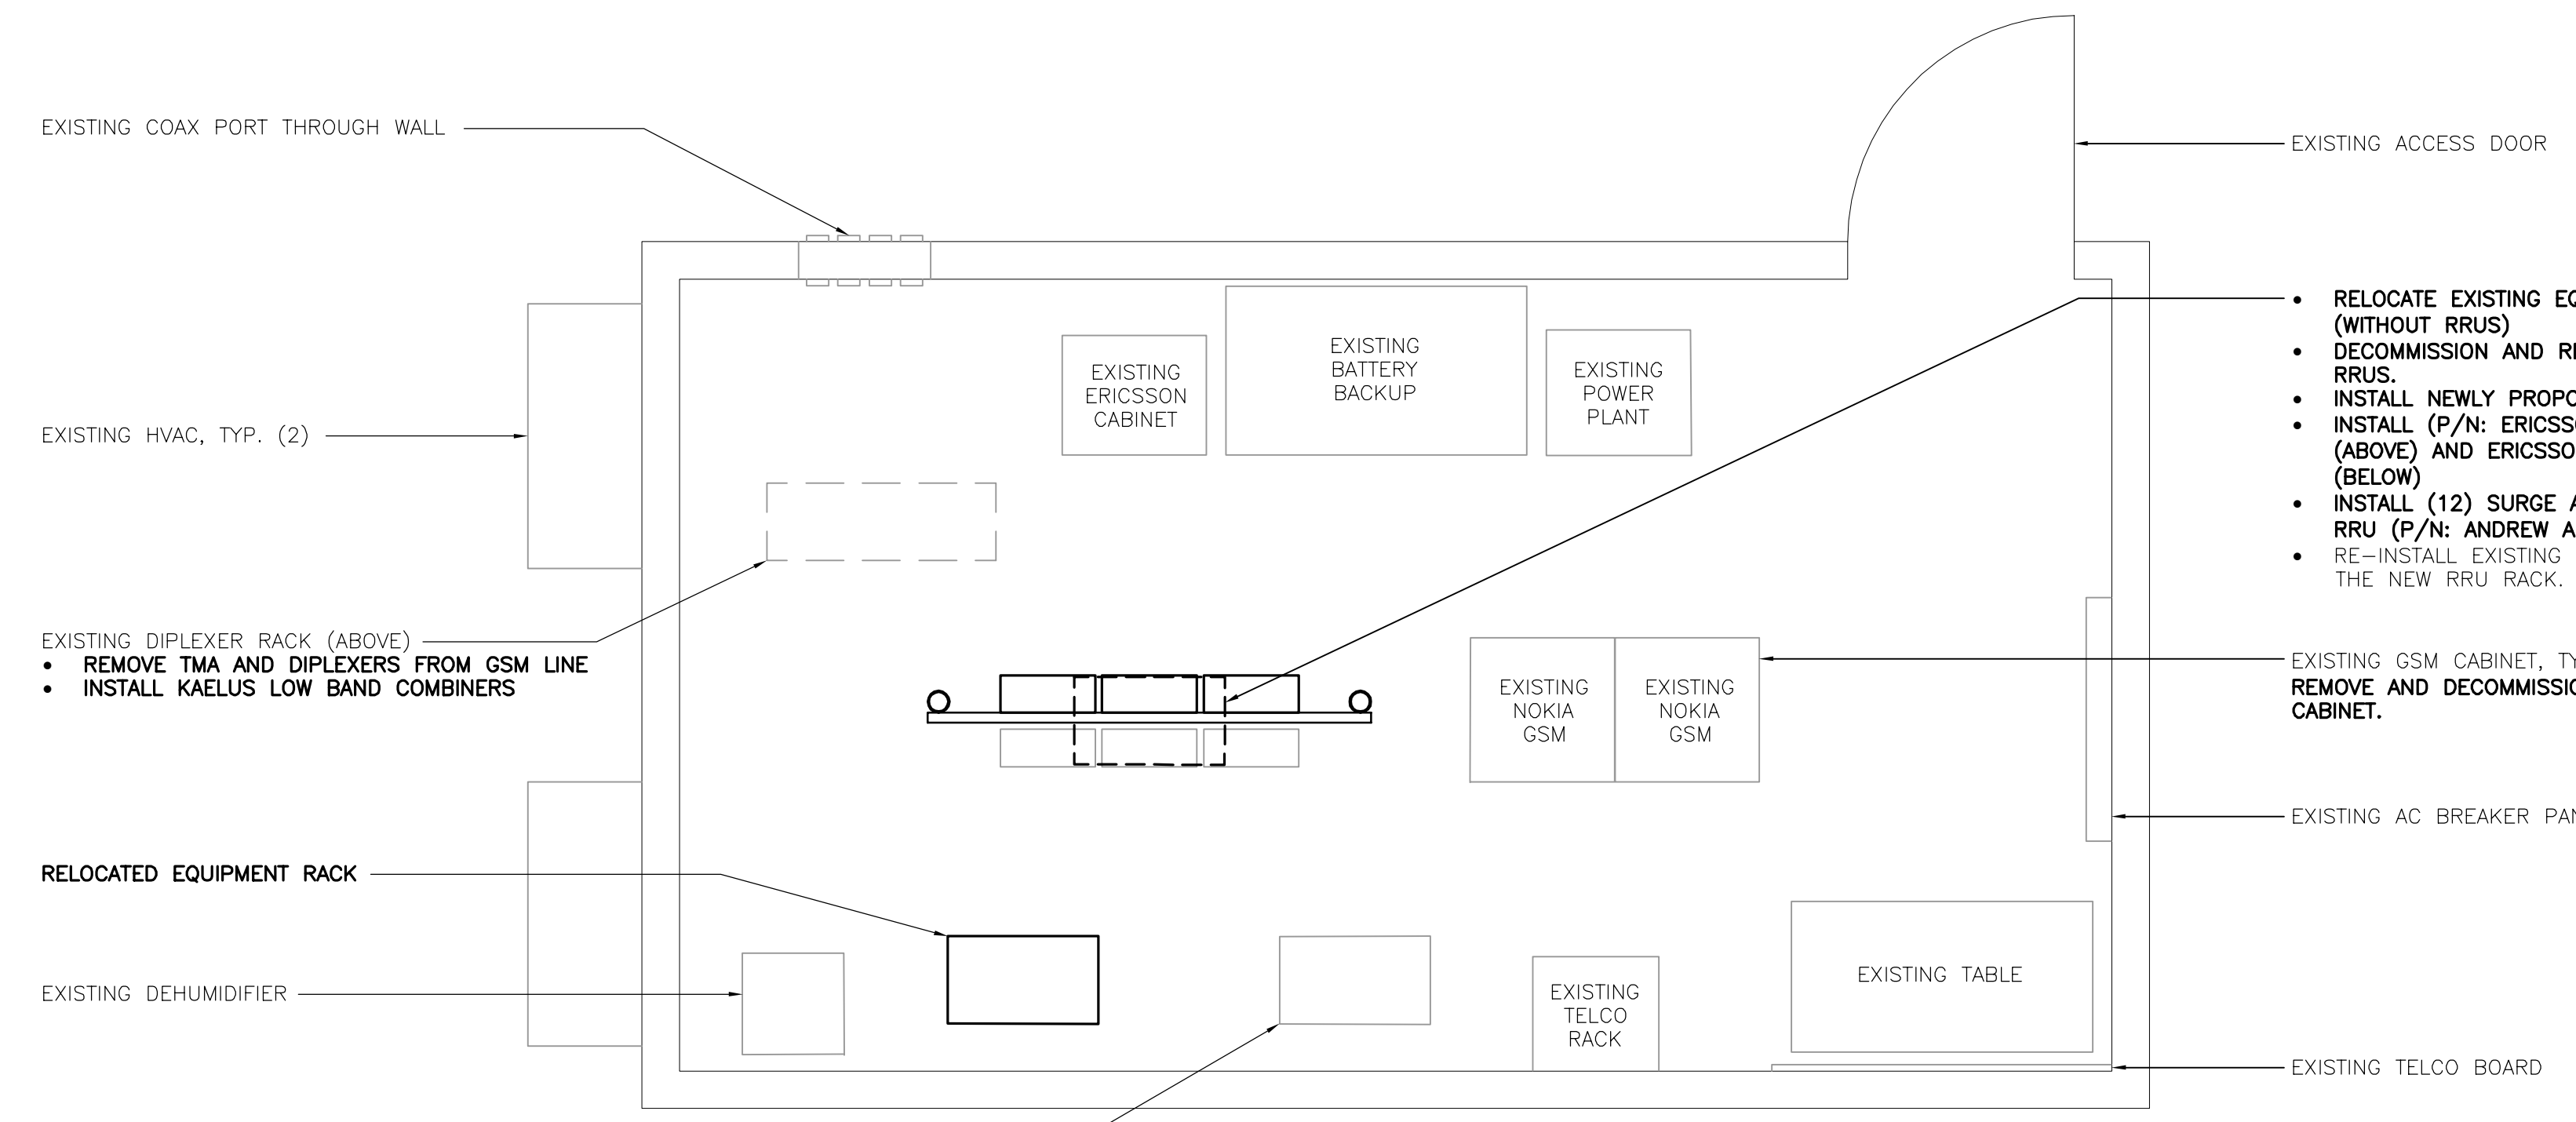 EXISTING COAX PORT THROUGH WALL
EXISTING HVAC, TYP. (2)
EXISTING DIPLEXER RACK (ABOVE)
• REMOVE TMA AND DIPLEXERS FROM GSM LINE
• INSTALL KAELUS LOW BAND COMBINERS
RELOCATED EQUIPMENT RACK
EXISTING DEHUMIDIFIER
EXISTING
ERICSSON
CABINET
EXISTING
BATTERY
BACKUP
EXISTING
POWER
PLANT
EXISTING
NOKIA
GSM
EXISTING
NOKIA
GSM
EXISTING
TELCO
RACK
EXISTING TABLE
EXISTING ACCESS DOOR
• RELOCATE EXISTING
(WITHOUT RRUS)
• DECOMMISSION AND
RRUS.
• INSTALL NEWLY
• INSTALL (P/N:
(ABOVE) AND
(BELOW)
• INSTALL (12) SURGE
RRU (P/N: ANDREW
• RE-INSTALL EXISTING
THE NEW RRU RACK.
EXISTING GSM CABINET,
REMOVE AND
CABINET.
EXISTING AC BREAKER
EXISTING TELCO BOARD